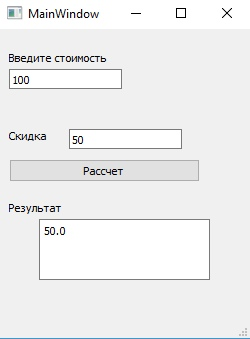 MainWindow
Введите стоимость
100
Скидка
50
Рассчет
Результат
50.0